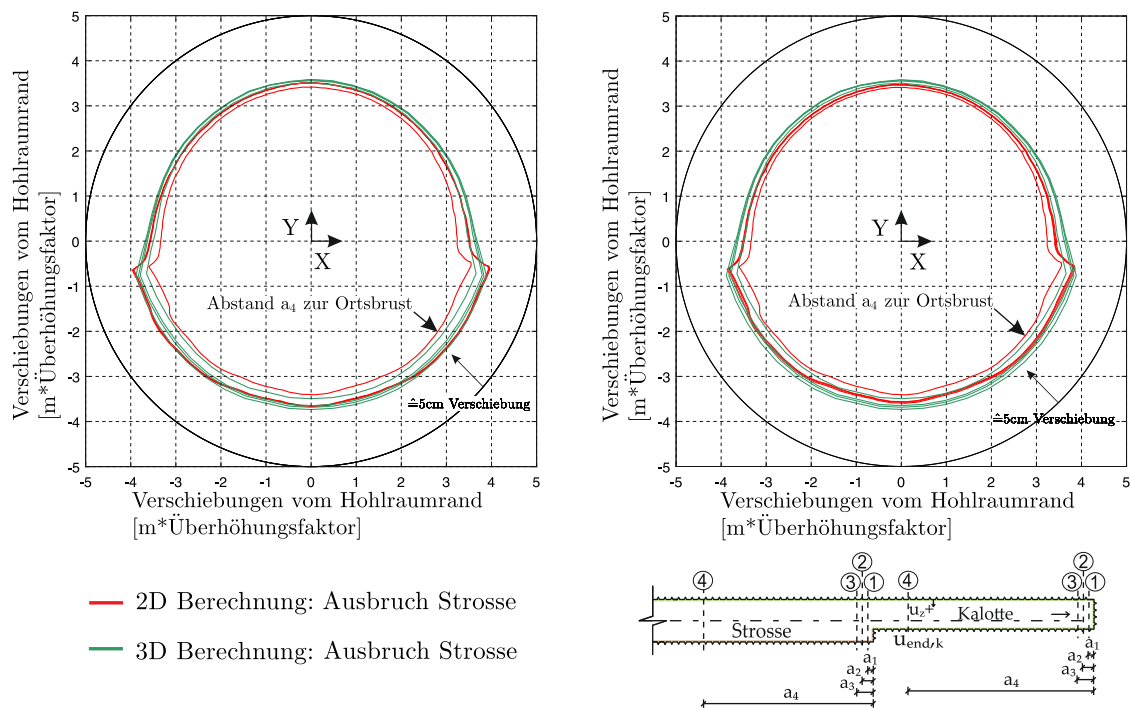 5
4
3
2
1
0
-1
-2
-3
-4
5
-5 -4 -3 -2 -1 0 1 2 3 4 5
Verschiebungen vom Hohlraumrand
[m*Überhöhungsfaktor]
Y
X
Abstand a4 zur Ortsbrust
≙5cm Verschiebung
Verschiebungen vom Hohlraumrand
[m*Überhöhungsfaktor]
5
4
3
2
1
0
-1
-2
-3
-4
-5
-5 -4 -3 -2 -1 0 1 2 3 4 5
Verschiebungen vom Hohlraumrand
[m*Überhöhungsfaktor]
Y
X
Abstand a4 zur Ortsbrust
≙5cm Verschiebung
Verschiebungen vom Hohlraumrand
[m*Überhöhungsfaktor]
2D Berechnung: Ausbruch Strosse
3D Berechnung: Ausbruch Strosse
② ②
④ ③ ① ④ ③ ①
uz+ Kalotte
Strosse
uend,k
a1 a1
a2 a2
a3 a3
a4 a4